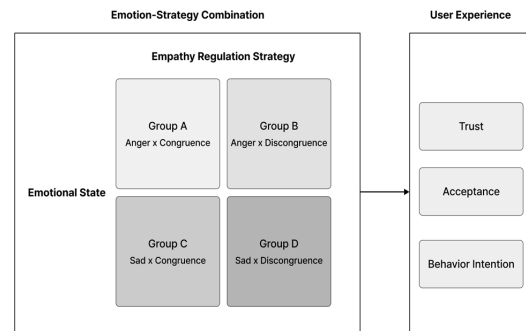 Emotion-Strategy Combination
User Experience
Empathy Regulation Strategy
Group A
Anger x Congruence
Group B
Anger x Discongruence
Emotional State
Group C
Sad x Congruence
Group D
Sad x Discongruence
Trust
Acceptance
Behavior Intention